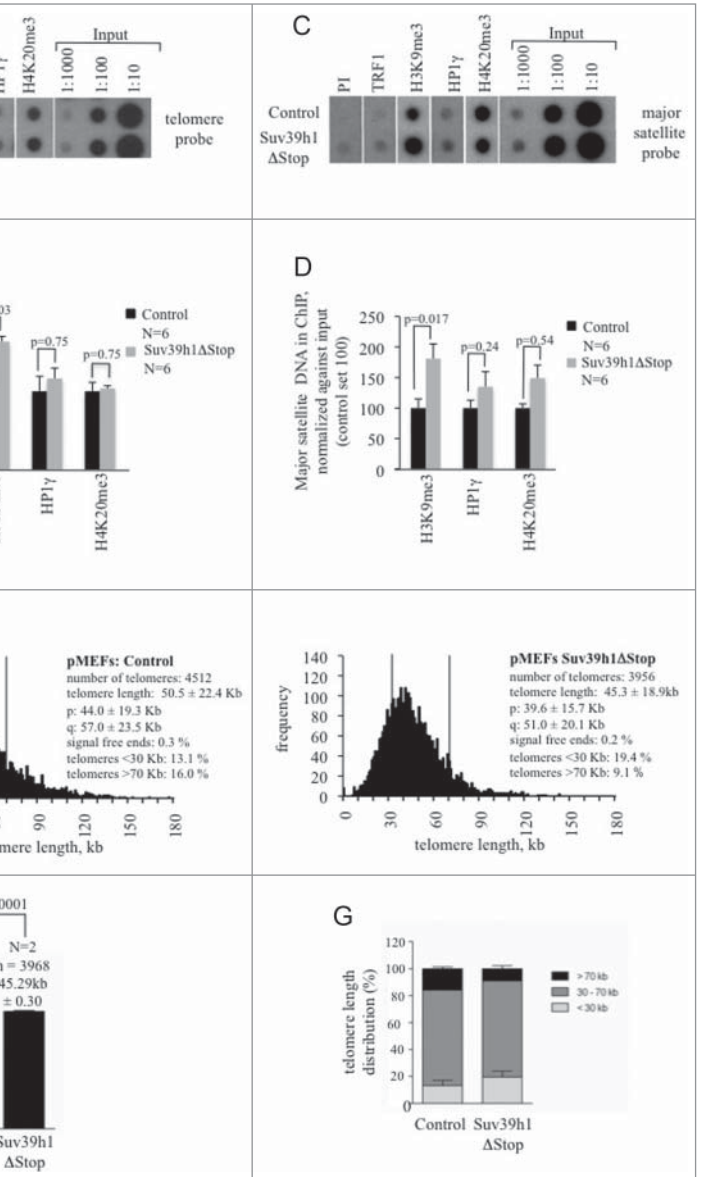 HP1γ
H4K20me3
Input
1:1000
1:100
1:10
telomere
probe
C
PI
TRF1
H3K9me3
HP1γ
H4K20me3
Input
1:1000
1:100
1:10
Control
Suv39h1
ΔStop
major
satellite
probe
03
p=0.75
p=0.75
Control
N=6
Suv39h1ΔStop
N=6
HP1γ
H4K20me3
D
Major satellite DNA in ChIP,
normalized against input
(control set 100)
250
200
150
100
50
0
p=0.017
p=0.24
p=0.54
Control
N=6
Suv39h1ΔStop
N=6
H3K9me3
HP1γ
H4K20me3
pMEFs: Control
number of telomeres: 4512
telomere length: 50.5 ± 22.4 Kb
p: 44.0 ± 19.3 Kb
q: 57.0 ± 23.5 Kb
signal free ends: 0.3 %
telomeres <30 Kb: 13.1 %
telomeres >70 Kb: 16.0 %
90
120
150
180
mere length, kb
frequency
140
120
100
80
60
40
20
0
pMEFs Suv39h1ΔStop
number of telomeres: 3956
telomere length: 45.3 ± 18.9kb
p: 39.6 ± 15.7 Kb
q: 51.0 ± 20.1 Kb
signal free ends: 0.2 %
telomeres <30 Kb: 19.4 %
telomeres >70 Kb: 9.1 %
0
30
60
90
120
150
180
telomere length, kb
0001
N=2
n = 3968
45.29kb
± 0.30
Suv39h1
ΔStop
G
telomere length
distribution (%)
120
100
80
60
40
20
0
>70 kb
30-70 kb
<30 kb
Control
Suv39h1
ΔStop